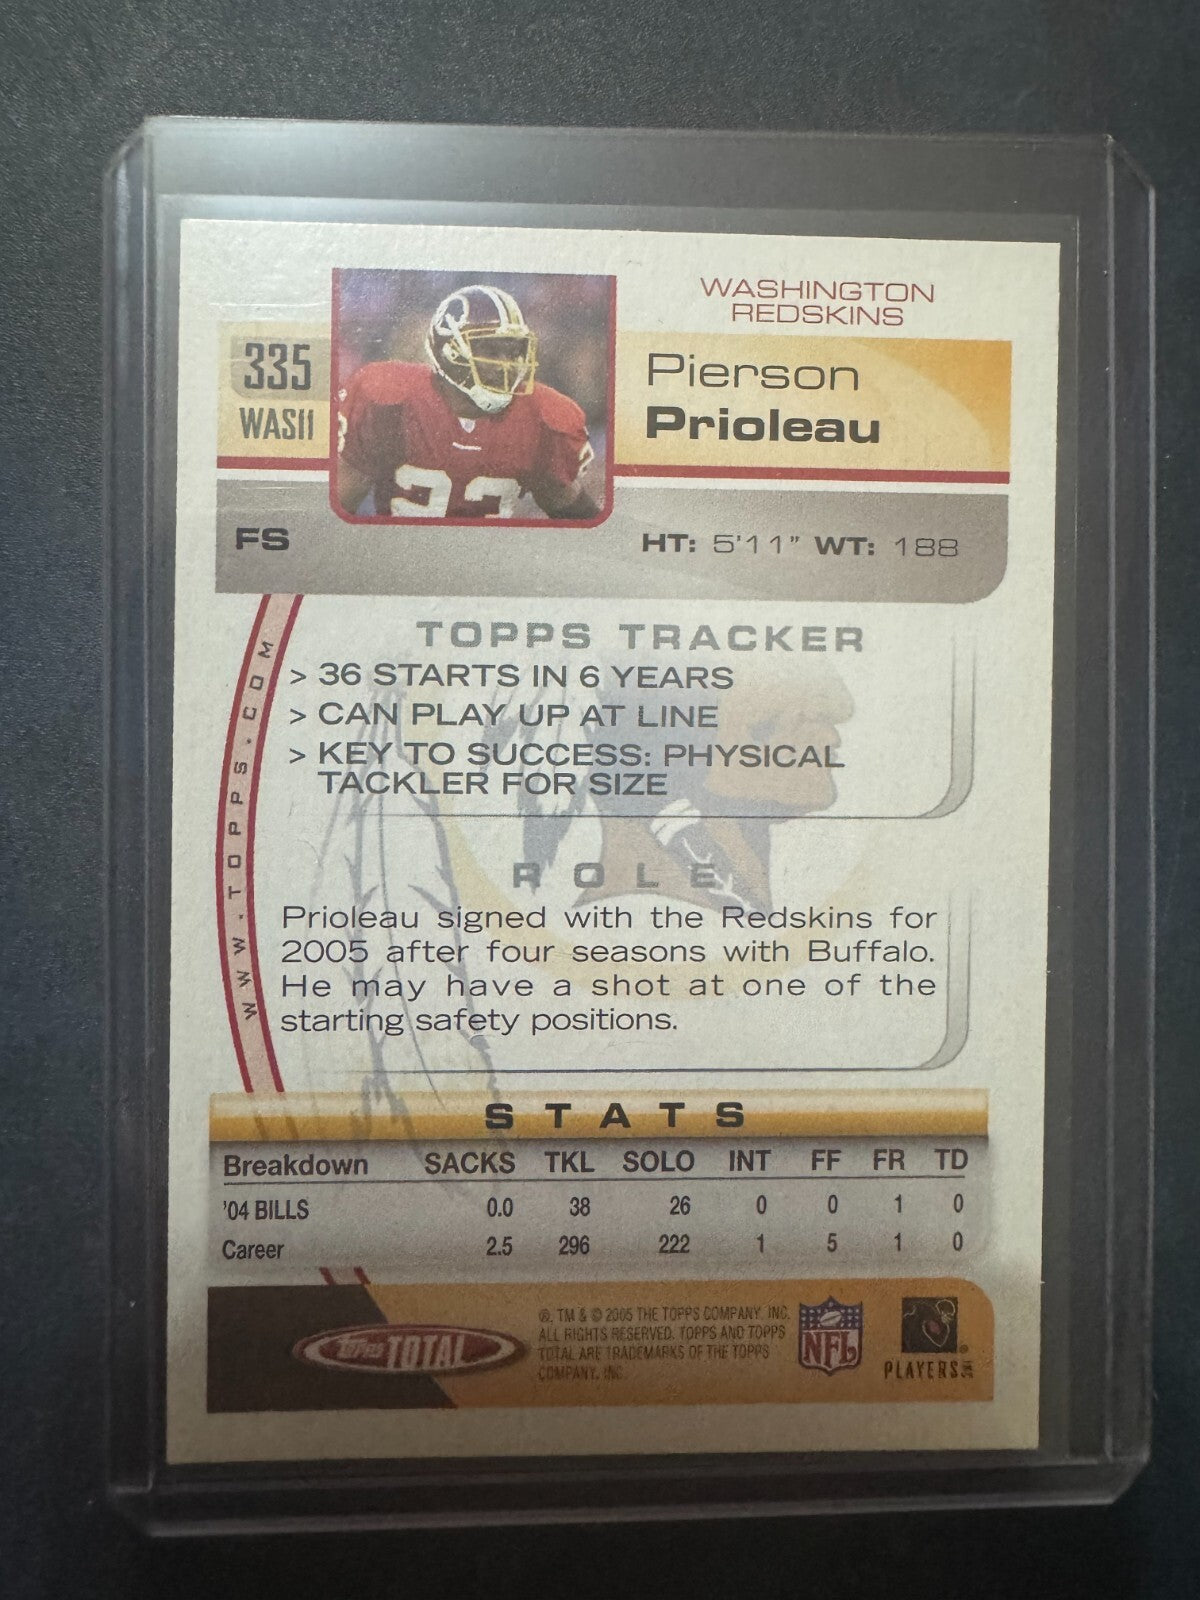 WASHINGTON
REDSKINS
335
WAS11
Pierson
Prioleau
23
FS
HT: 5'11" WT: 188
WWW.TOPPS.COM
TOPPS TRACKER
> 36 STARTS IN 6 YEARS
> CAN PLAY UP AT LINE
> KEY TO SUCCESS: PHYSICAL
TACKLER FOR SIZE
ROLE
Prioleau signed with the Redskins for
2005 after four seasons with Buffalo.
He may have a shot at one of the
starting safety positions.
STATS
Breakdown SACKS TKL SOLO INT FF FR TD
'04 BILLS 0.0 38 26 0 0 1 0
Career 2.5 296 222 1 5 1 0
Topps TOTAL
®, TM & © 2005 THE TOPPS COMPANY, INC.
ALL RIGHTS RESERVED. TOPPS AND TOPPS
TOTAL ARE TRADEMARKS OF THE TOPPS
COMPANY, INC.
NFL
PLAYERS